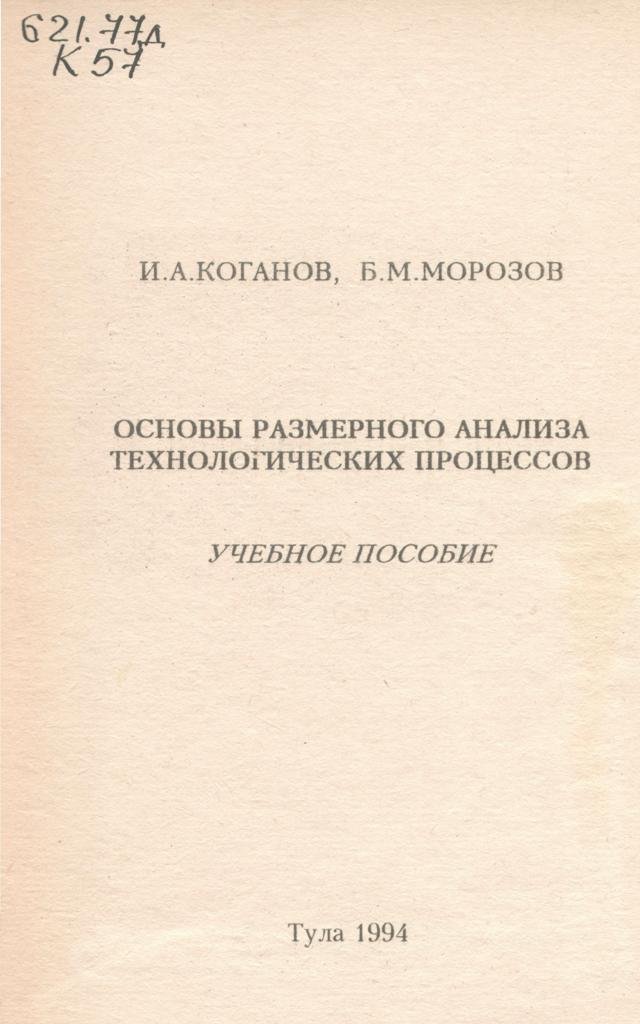 621.77д
К 57
И.А.КОГАНОВ, Б.М.МОРОЗОВ
ОСНОВЫ РАЗМЕРНОГО АНАЛИЗА
ТЕХНОЛОГИЧЕСКИХ ПРОЦЕССОВ
УЧЕБНОЕ ПОСОБИЕ
Тула 1994